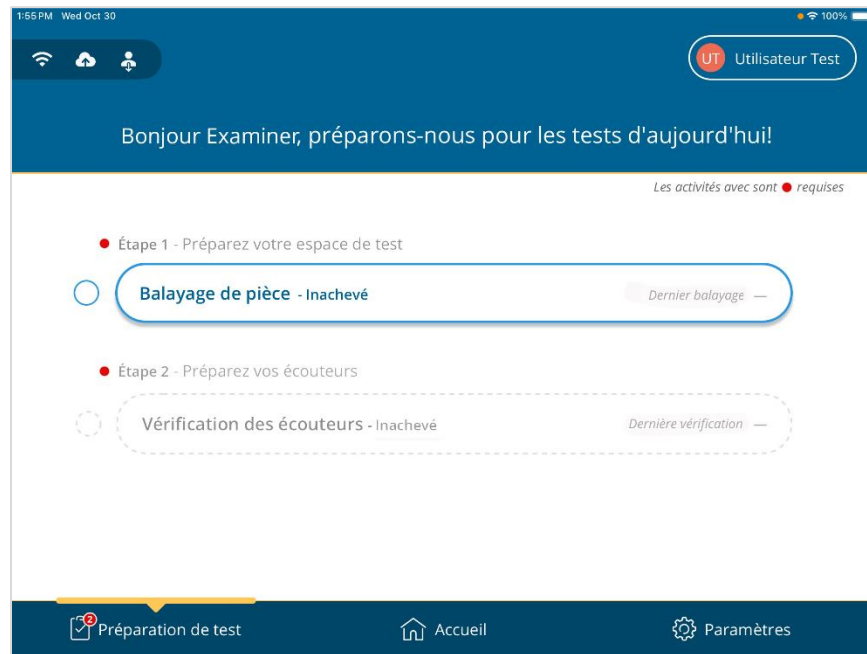 1:55 PM Wed Oct 30
100%
UT Utilisateur Test
Bonjour Examiner, préparons-nous pour les tests d'aujourd'hui!
Les activités avec sont requises
Étape 1 - Préparez votre espace de test
Balayage de pièce - Inachevé
Dernier balayage —
Étape 2 - Préparez vos écouteurs
Vérification des écouteurs - Inachevé
Dernière vérification —
2
Préparation de test
Accueil
Paramètres